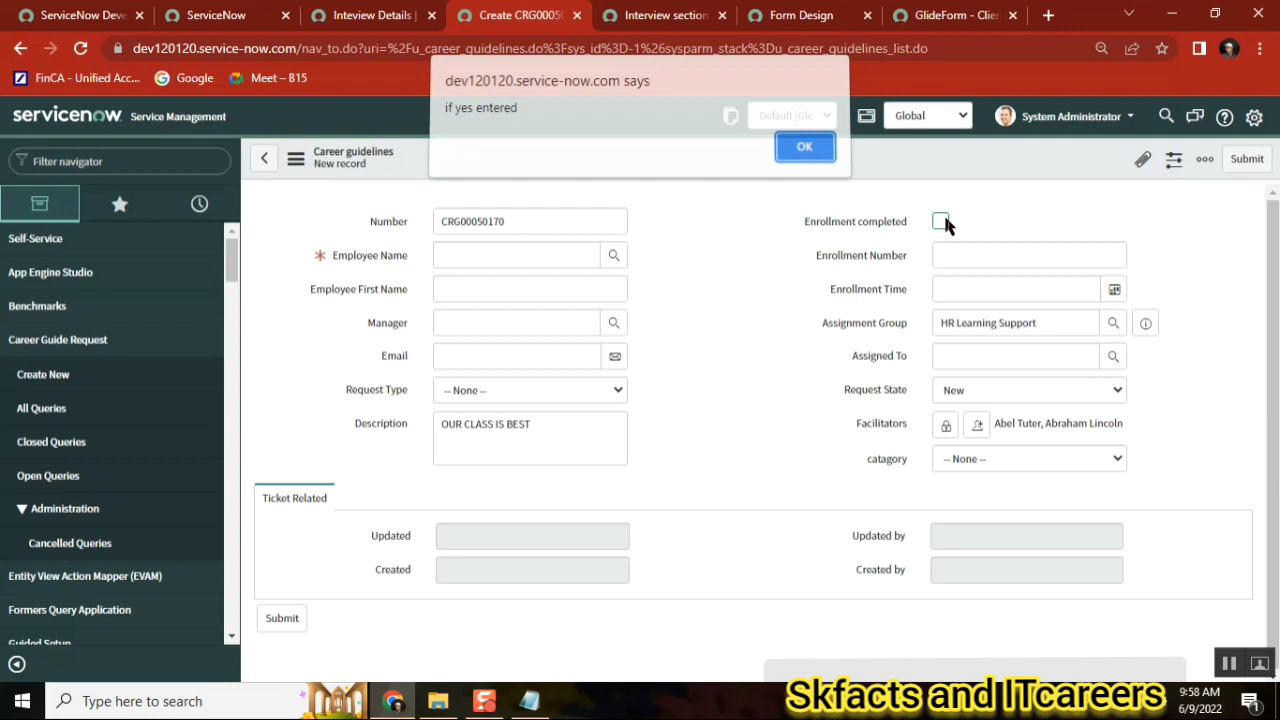 ServiceNow Deve
ServiceNow
Inteview Details |
Create CRG0005
Interview section
Form Design
GlideForm - Clien
dev120120.service-now.com/nav_to.do?uri=%2Fu_career_guidelines.do%3Fsys_id%3D-1%26sysparm_stack%3Du_career_guidelines_list.do
FinCA - Unified Acc...
Google
Meet – B15
dev120120.service-now.com says
if yes entered
OK
servicenow Service Management
Default |Glc
Global
System Administrator
Filter navigator
Career guidelines
New record
Submit
Self-Service
App Engine Studio
Benchmarks
Career Guide Request
Create New
All Queries
Closed Queries
Open Queries
Administration
Cancelled Queries
Entity View Action Mapper (EVAM)
Formers Query Application
Guided Setup
Number CRG00050170
Employee Name
Employee First Name
Manager
Email
Request Type -- None --
Description OUR CLASS IS BEST
Enrollment completed
Enrollment Number
Enrollment Time
Assignment Group HR Learning Support
Assigned To
Request State New
Facilitators Abel Tuter, Abraham Lincoln
catagory -- None --
Ticket Related
Updated
Created
Updated by
Created by
Submit
Type here to search
Skfacts and ITcareers
9:58 AM
6/9/2022